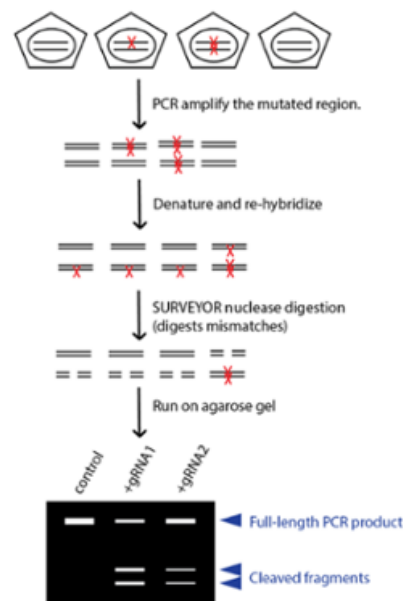 PCR amplify the mutated region.
Denature and re-hybridize
SURVEYOR nuclease digestion
(digests mismatches)
Run on agarose gel
control
+gRNA1
+gRNA2
Full-length PCR product
Cleaved fragments